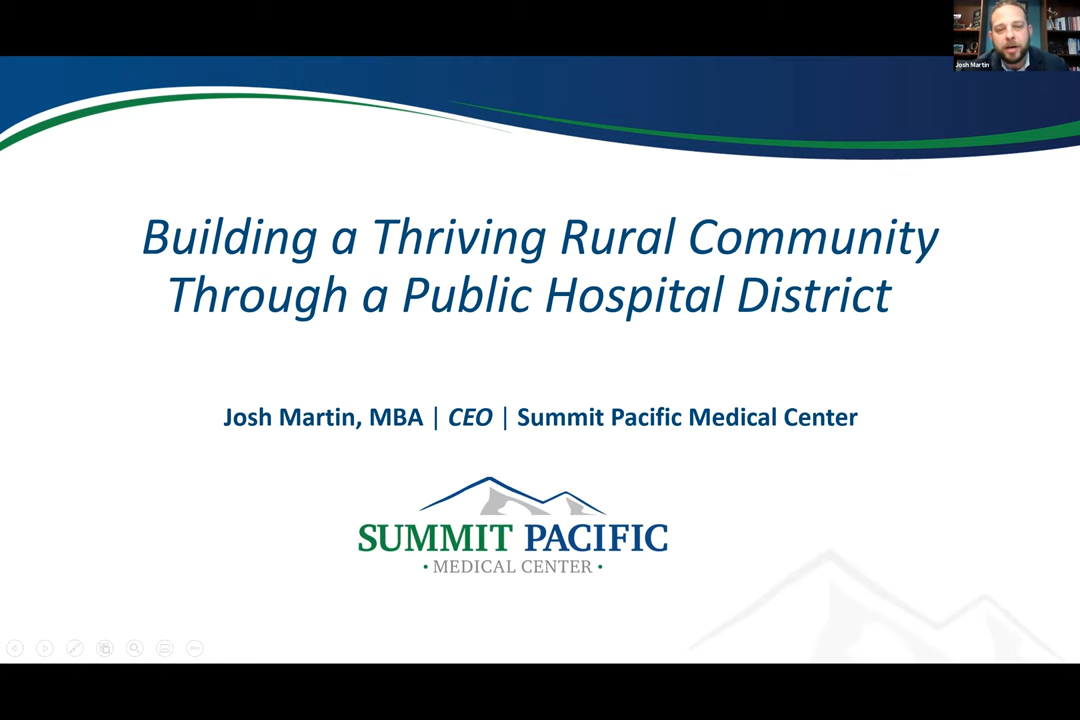 Josh Martin
Building a Thriving Rural Community
Through a Public Hospital District
Josh Martin, MBA | CEO | Summit Pacific Medical Center
SUMMIT PACIFIC
• MEDICAL CENTER •